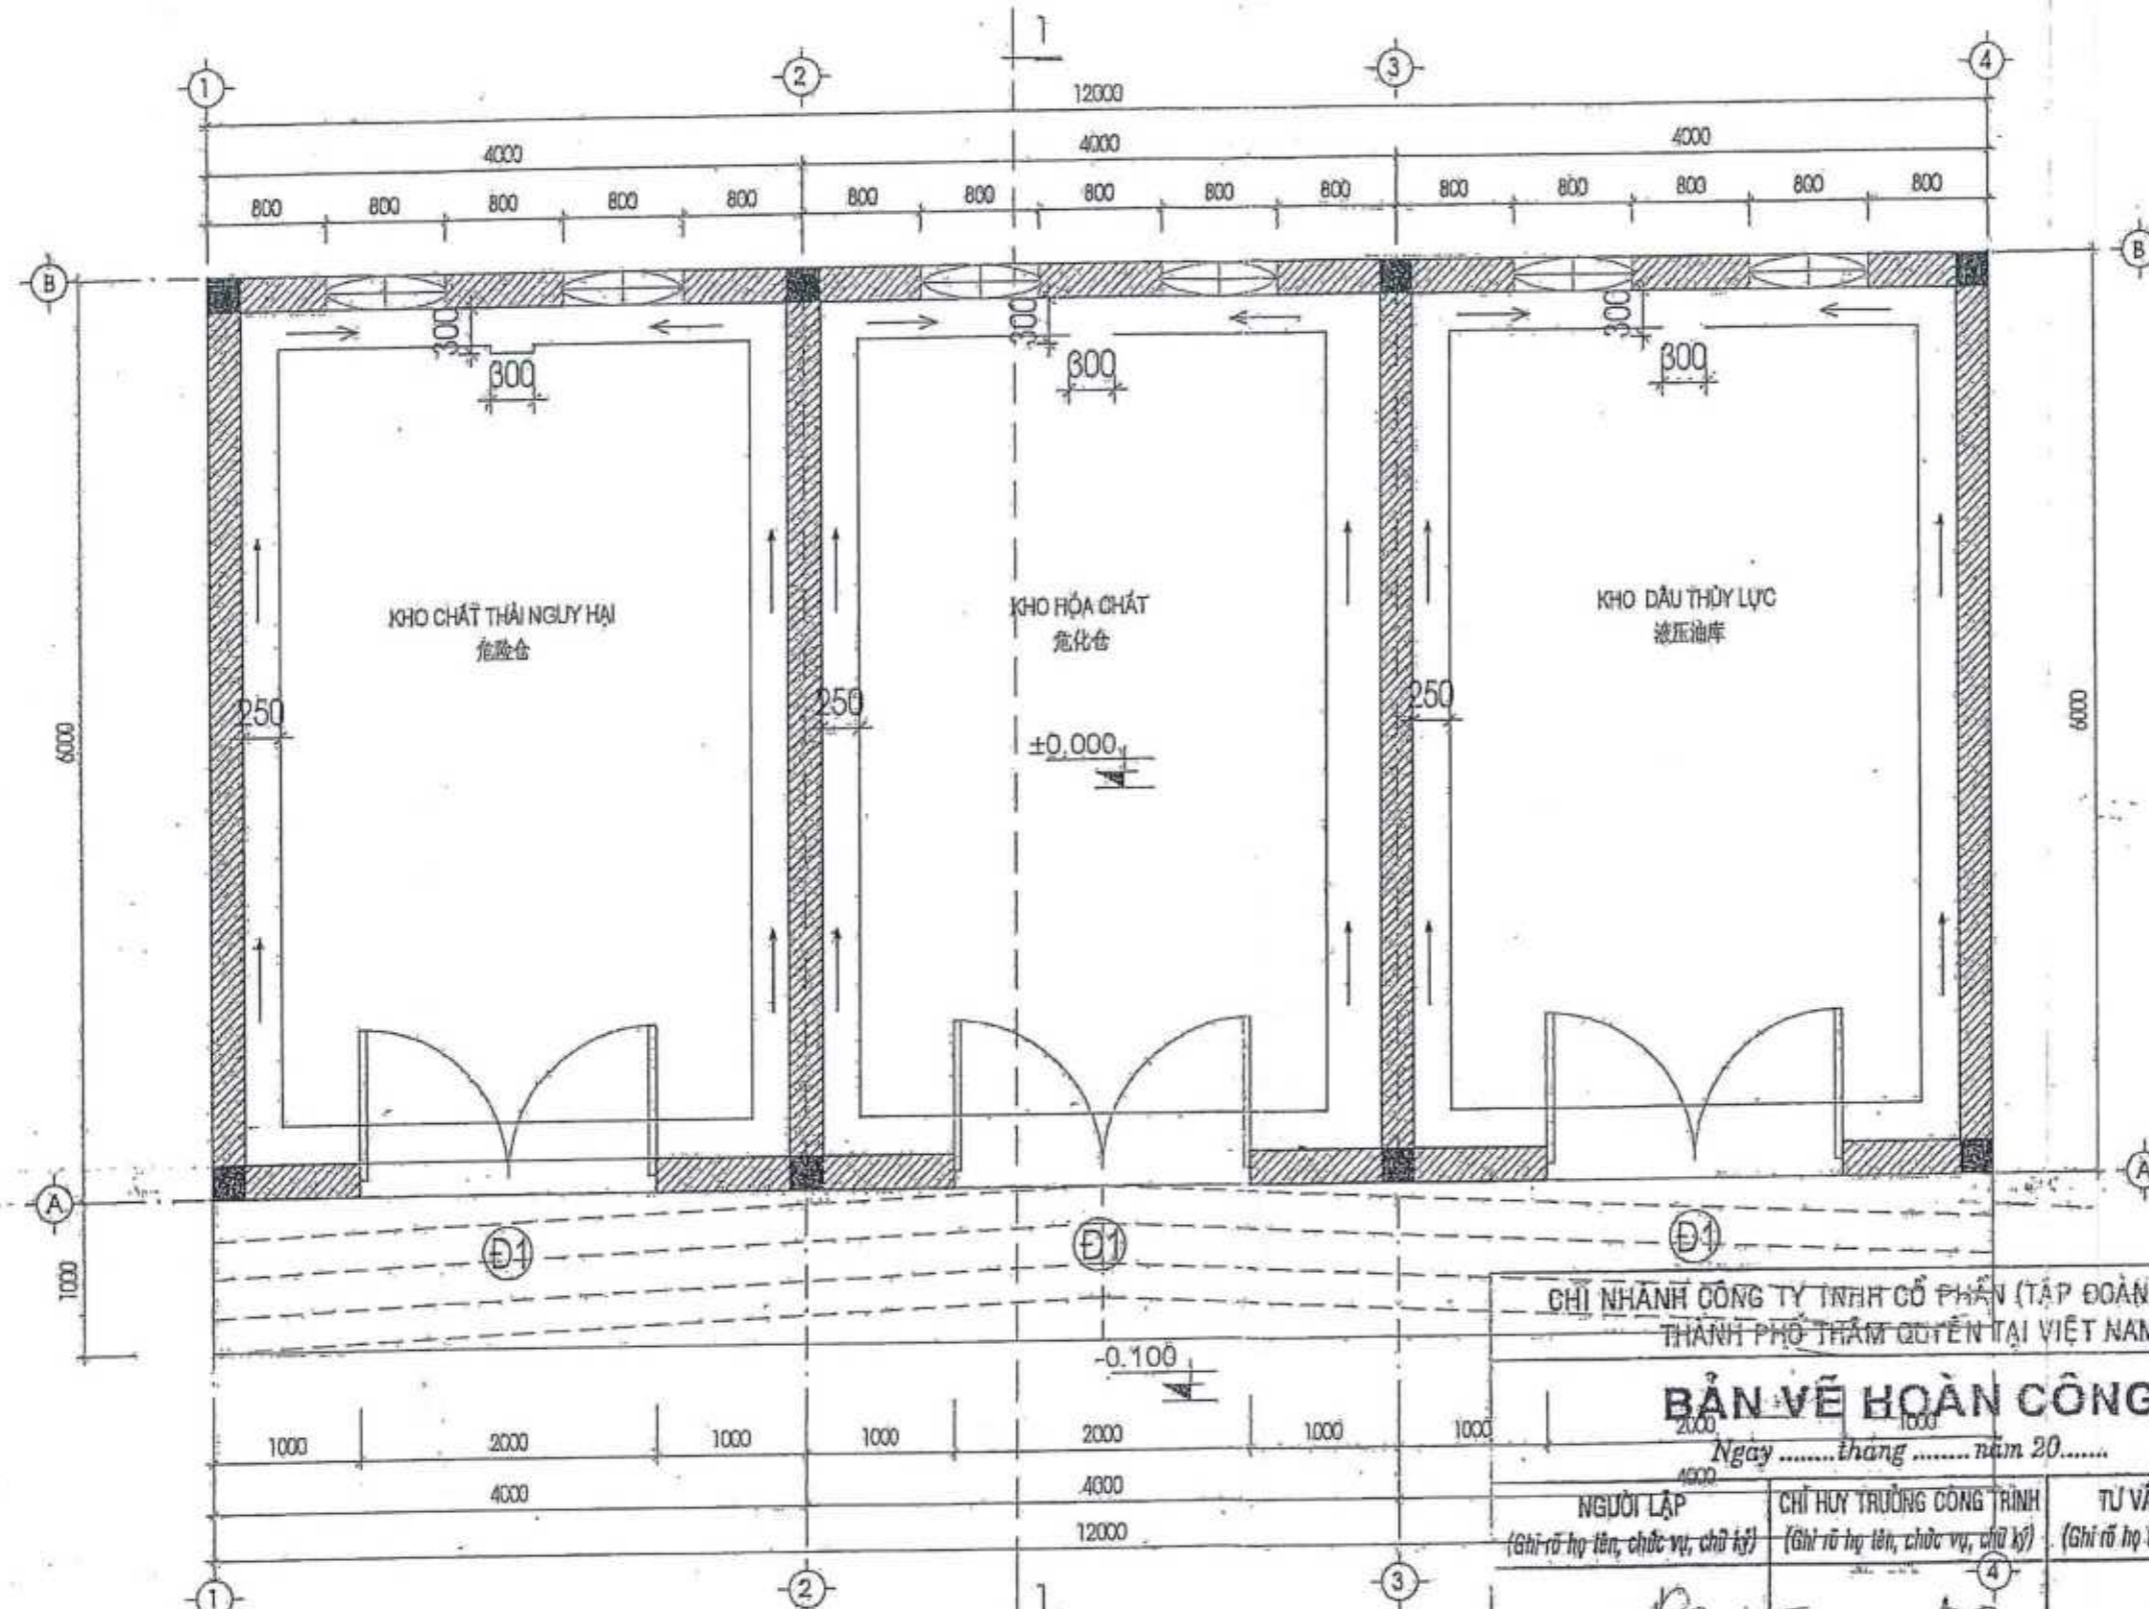 1
1 2 3 4
12000
4000 4000 4000
800 800 800 800 800 800 800 800 800 800 800 800 800 800 800
B B
300 300 300
300 300 300
KHO CHẤT THẢI NGUY HẠI
危险仓
KHO HÓA CHẤT
危化仓
KHO DẦU THỦY LỰC
液压油库
250 250 250
±0.000
6000 6000
A A
Đ1 Đ1 Đ1
1000
-0.100
CHI NHÁNH CÔNG TY TNHH CỔ PHẦN (TẬP ĐOÀN
THÀNH PHỐ THÂM QUYẾN TẠI VIỆT NAM
BẢN VẼ HOÀN CÔNG
Ngày ........tháng ........năm 20.......
1000 2000 1000 1000 2000 1000 1000 2000 1000
4000 4000 4000
12000
NGƯỜI LẬP
(Ghi rõ họ tên, chức vụ, chữ ký)
CHỈ HUY TRƯỞNG CÔNG TRÌNH
(Ghi rõ họ tên, chức vụ, chữ ký)
TƯ
(Ghi rõ họ
1 2 1 3 4